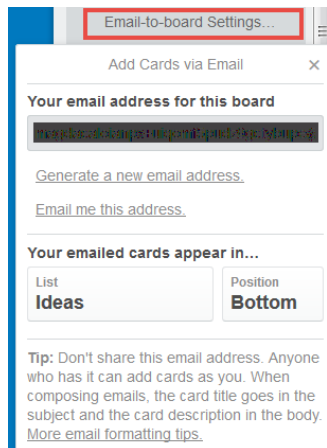 Email-to-board Settings...
Add Cards via Email ×
Your email address for this board
Generate a new email address.
Email me this address.
Your emailed cards appear in…
List
Ideas
Position
Bottom
Tip: Don't share this email address. Anyone
who has it can add cards as you. When
composing emails, the card title goes in the
subject and the card description in the body.
More email formatting tips.